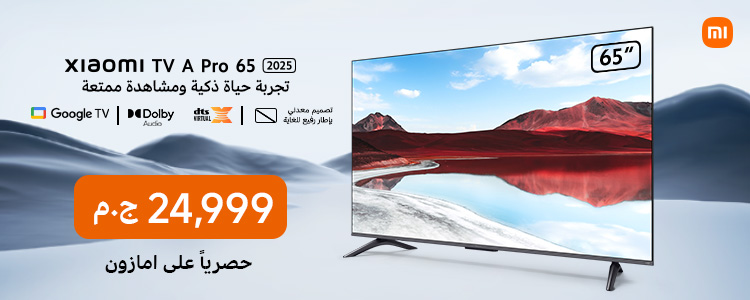 mi
65"
xiaomi TV A Pro 65 2025
تجربة حياة ذكية ومشاهدة ممتعة
Google TV
Dolby
Audio
dts
VIRTUAL X
تصميم معدني
بإطار رفيع للغاية
24,999 ج.م
حصرياً على امازون